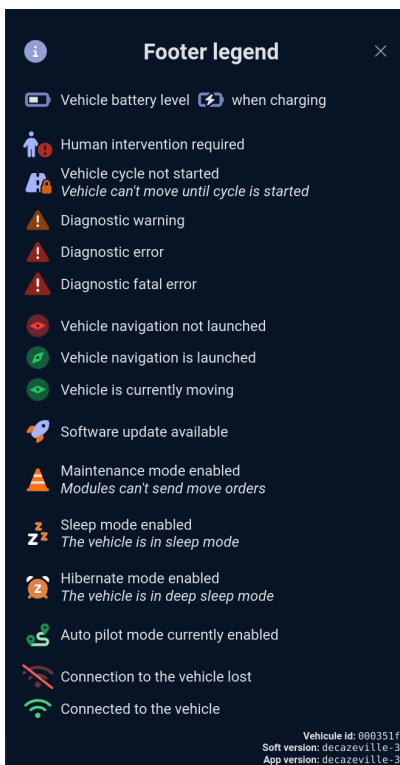 Footer legend
Vehicle battery level when charging
Human intervention required
Vehicle cycle not started
Vehicle can't move until cycle is started
Diagnostic warning
Diagnostic error
Diagnostic fatal error
Vehicle navigation not launched
Vehicle navigation is launched
Vehicle is currently moving
Software update available
Maintenance mode enabled
Modules can't send move orders
Sleep mode enabled
The vehicle is in sleep mode
Hibernate mode enabled
The vehicle is in deep sleep mode
Auto pilot mode currently enabled
Connection to the vehicle lost
Connected to the vehicle
Vehicule id: 000351f
Soft version: decazeville-3
App version: decazeville-3